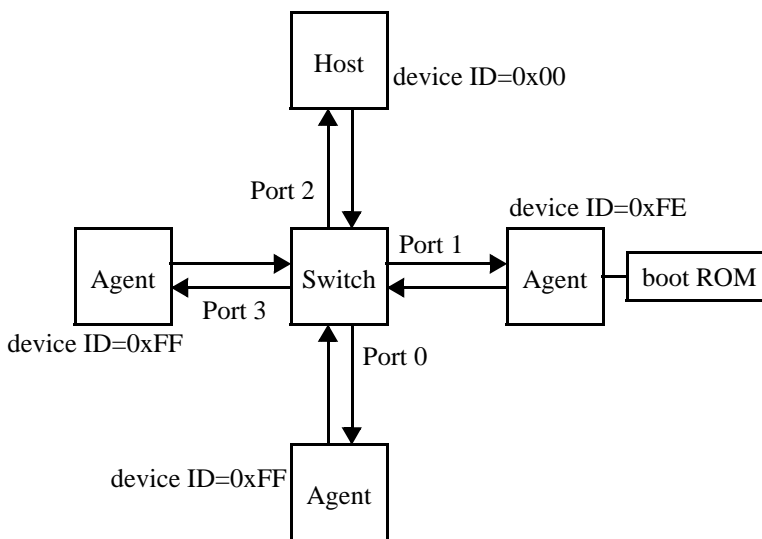 Host
device ID=0x00
Port 2
device ID=0xFE
Port 1
Agent
Switch
Agent
boot ROM
Port 3
device ID=0xFF
Port 0
device ID=0xFF
Agent